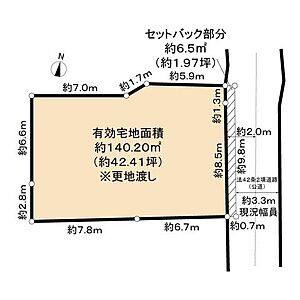 セットバック部分
約6.5㎡
(約1.97坪)
N
約7.0m
約1.7m
約5.9m
約1.3m
有効宅地面積
約140.20㎡
(約42.41坪)
※更地渡し
約6.6m
約2.8m
約8.5m
約2.0m
約9.8m
法42条2項道路
(公道)
約3.3m
現況幅員
約0.7m
約7.8m
約6.7m